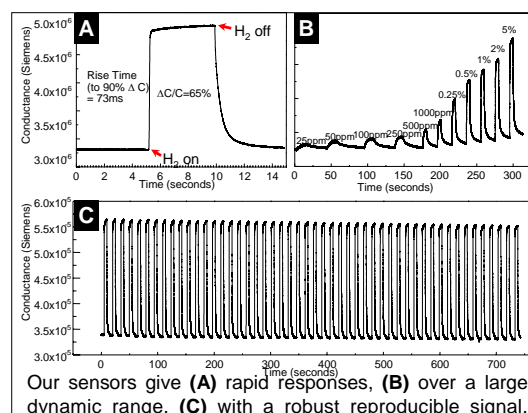 A
Conductance (Siemens)
5.0x10⁶
4.5x10⁶
4.0x10⁶
3.5x10⁶
3.0x10⁶
H₂ off
Rise Time
(to 90% Δ C)
= 73ms
ΔC/C=65%
H₂ on
0 2 4 6 8 10 12 14
Time (seconds)
B
25ppm
50ppm
100ppm
250ppm
500ppm
1000ppm
0.25%
0.5%
1%
2%
5%
0 50 100 150 200 250 300
Time (seconds)
C
Conductance (Siemens)
6.0x10⁵
5.5x10⁵
5.0x10⁵
4.5x10⁵
4.0x10⁵
3.5x10⁵
3.0x10⁵
0 100 200 300 400 500 600 700
Time (seconds)
Our sensors give (A) rapid responses, (B) over a large
dynamic range, (C) with a robust reproducible signal.